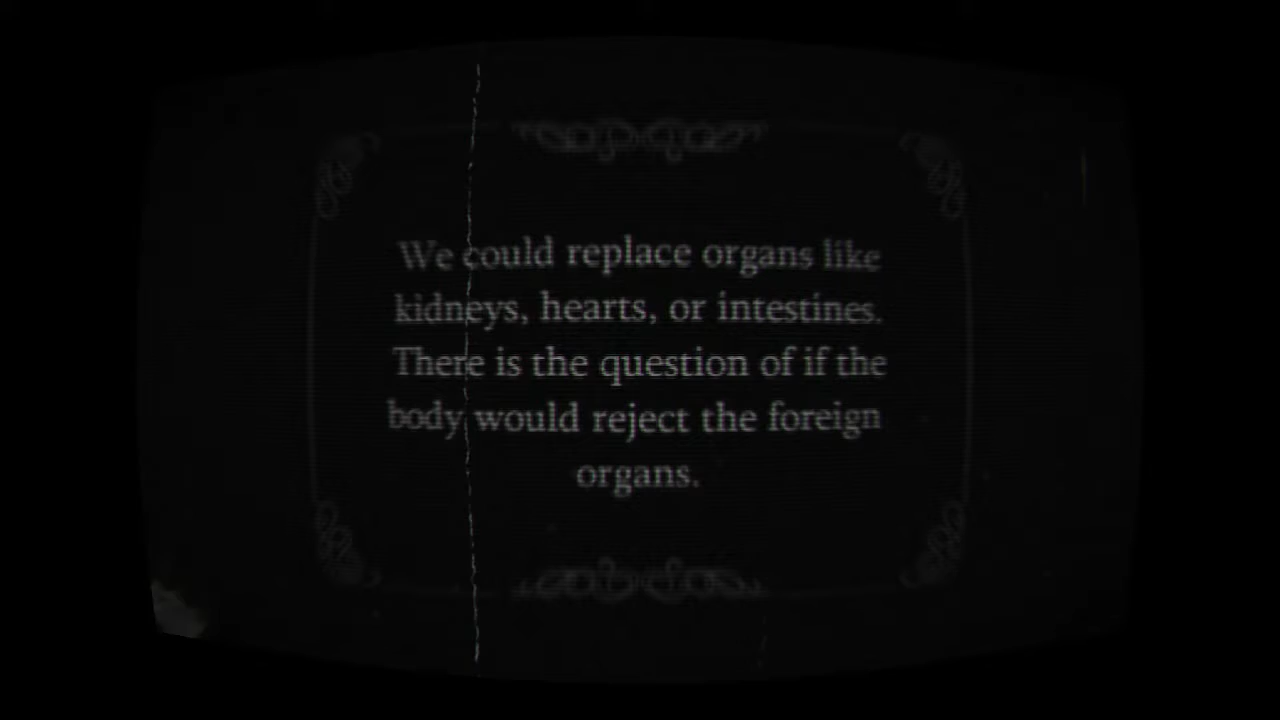 We could replace organs like
kidneys, hearts, or intestines.
There is the question of if the
body would reject the foreign
organs.